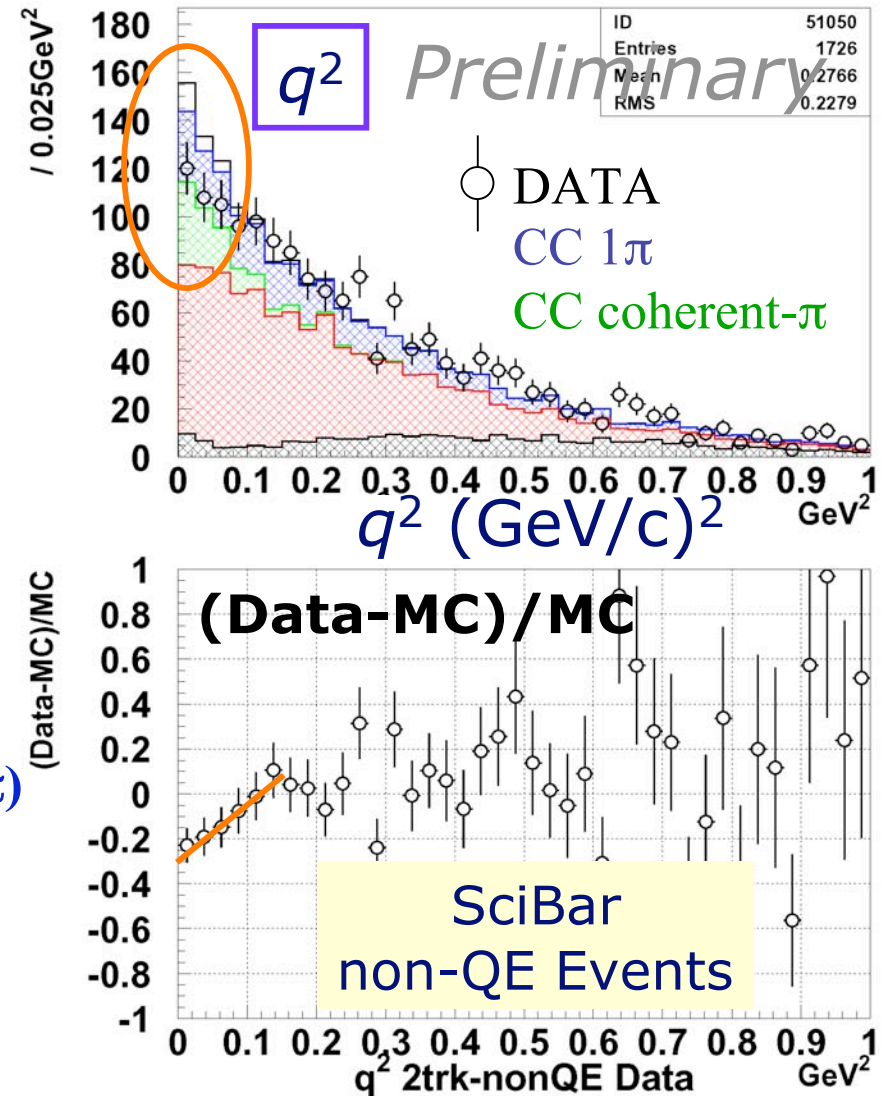 180
160
140
120
100
80
60
40
20
0
/ 0.025GeV²
q²
Preliminary
ID 51050
Entries 1726
Mean 0.2766
RMS 0.2279
DATA
CC 1π
CC coherent-π
0 0.1 0.2 0.3 0.4 0.5 0.6 0.7 0.8 0.9 1
q² (GeV/c)²
GeV²
1
0.8
0.6
0.4
0.2
0
-0.2
-0.4
-0.6
-0.8
-1
(Data-MC)/MC
(Data-MC)/MC
)
SciBar
non-QE Events
0 0.1 0.2 0.3 0.4 0.5 0.6 0.7 0.8 0.9 1
q² 2trk-nonQE Data
GeV²